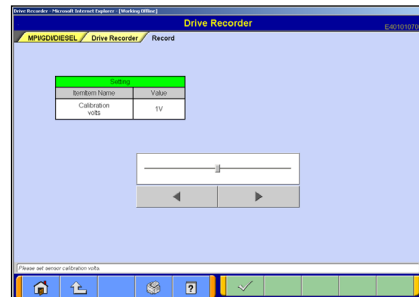 Drive Recorder - Microsoft Internet Explorer - [Working Offline]
Drive Recorder
E40101070
MPI/GDI/DIESEL Drive Recorder Record
Setting
ItemItem Name Value
Calibration
volts
1V
Please set sensor calibration volts.
?